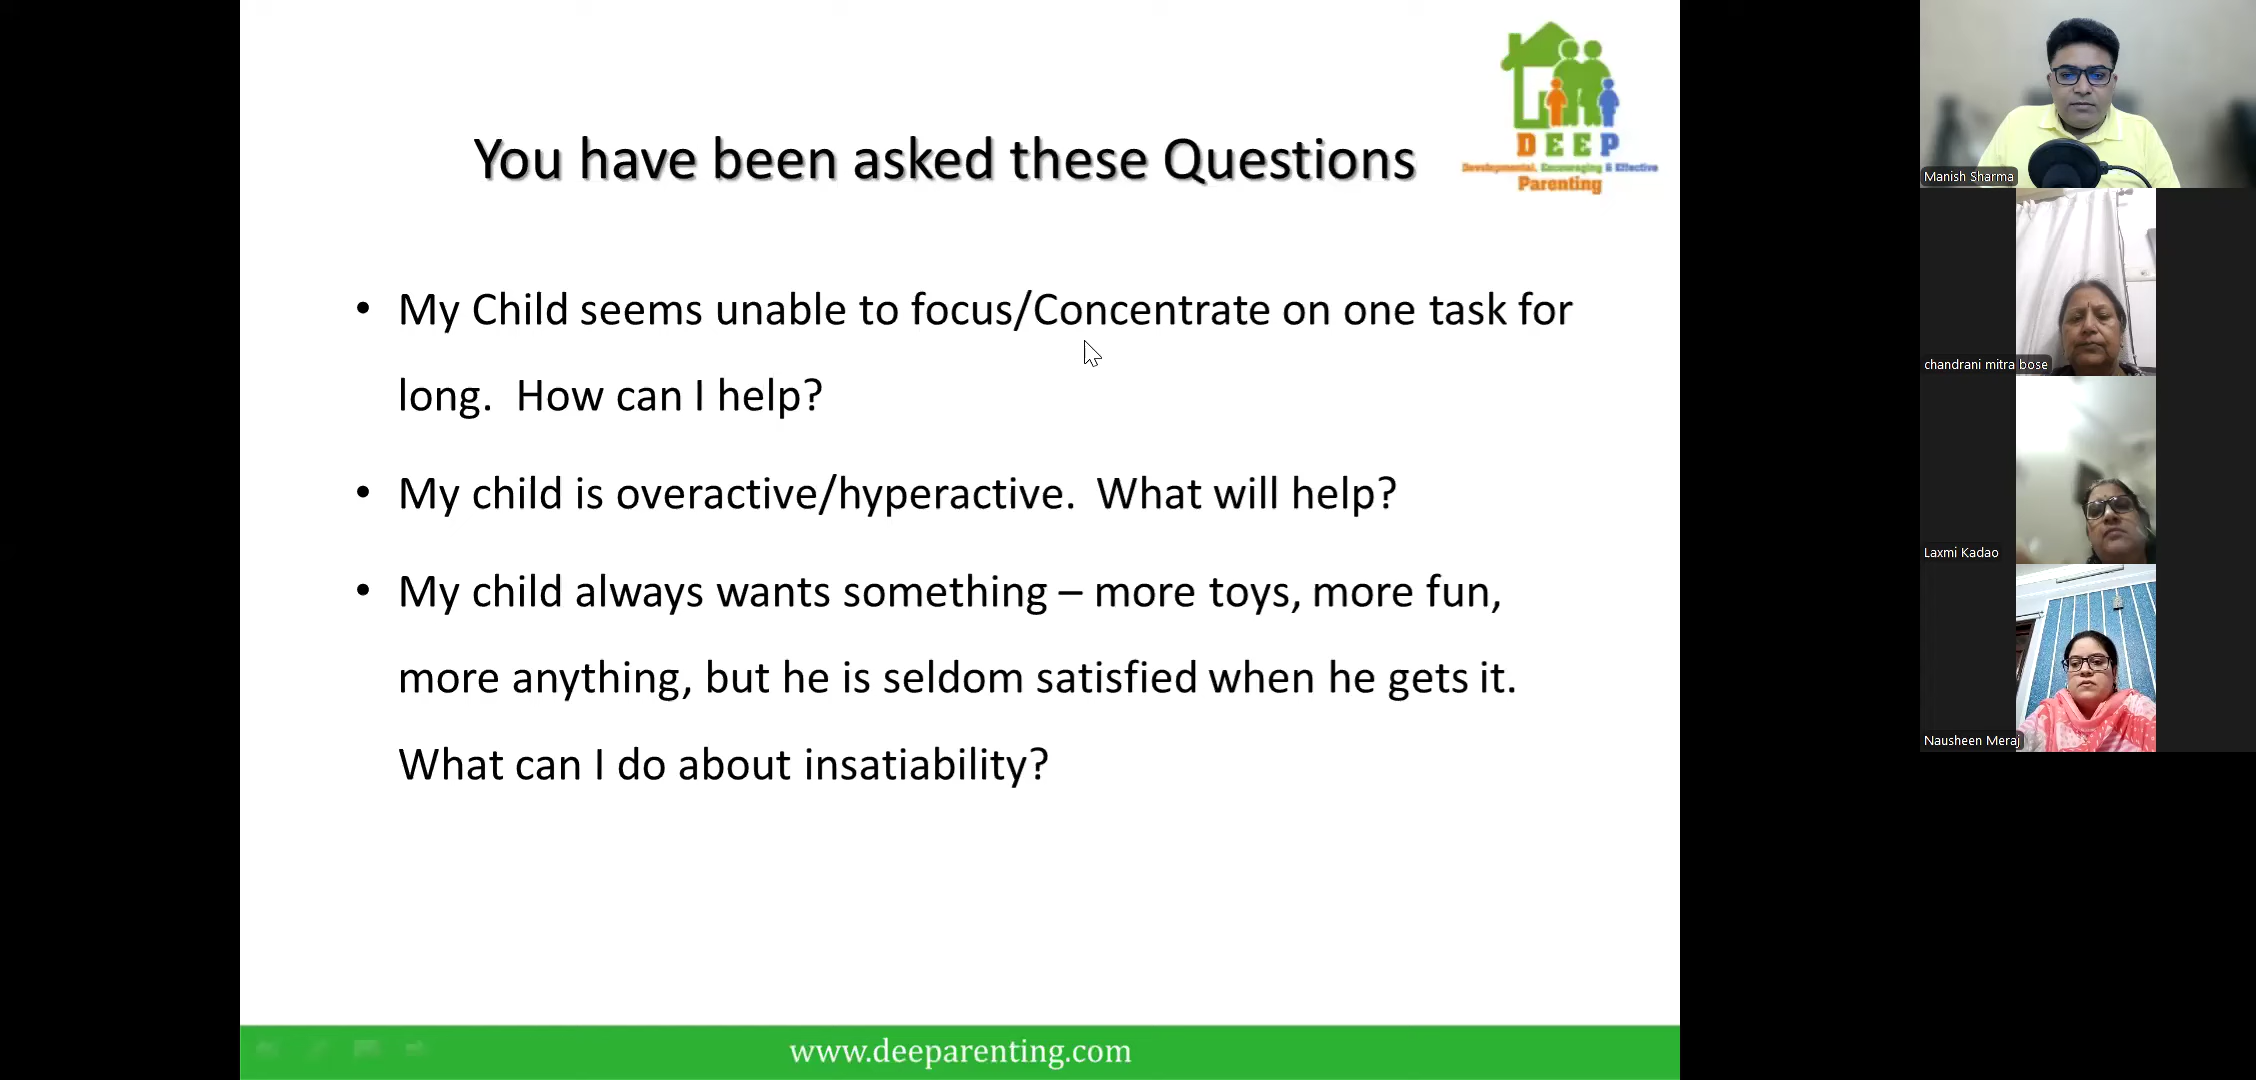 You have been asked these Questions
DEEP
Developmental, Encouraging & Effective
Parenting
• My Child seems unable to focus/Concentrate on one task for
long.  How can I help?
• My child is overactive/hyperactive.  What will help?
• My child always wants something – more toys, more fun,
more anything, but he is seldom satisfied when he gets it.
What can I do about insatiability?
www.deeparenting.com
Manish Sharma
chandrani mitra bose
Laxmi Kadao
Nausheen Meraj